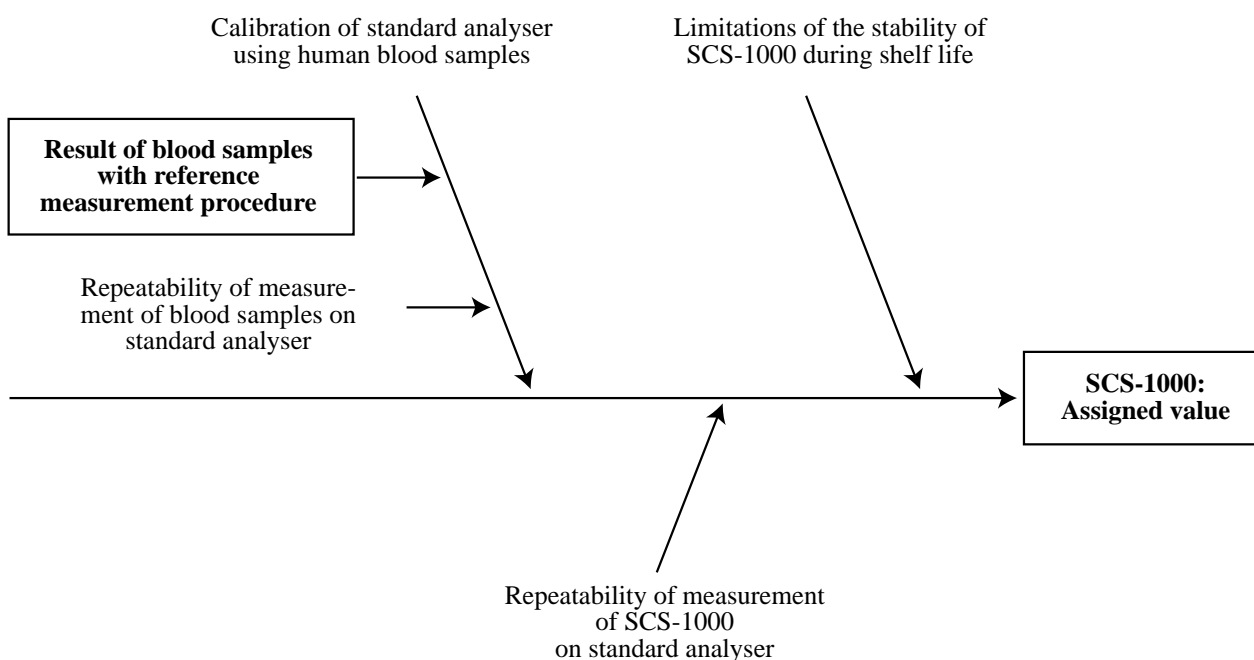 Calibration of standard analyser
using human blood samples
Limitations of the stability of
SCS-1000 during shelf life
Result of blood samples
with reference
measurement procedure
Repeatability of measure-
ment of blood samples on
standard analyser
SCS-1000:
Assigned value
Repeatability of measurement
of SCS-1000
on standard analyser